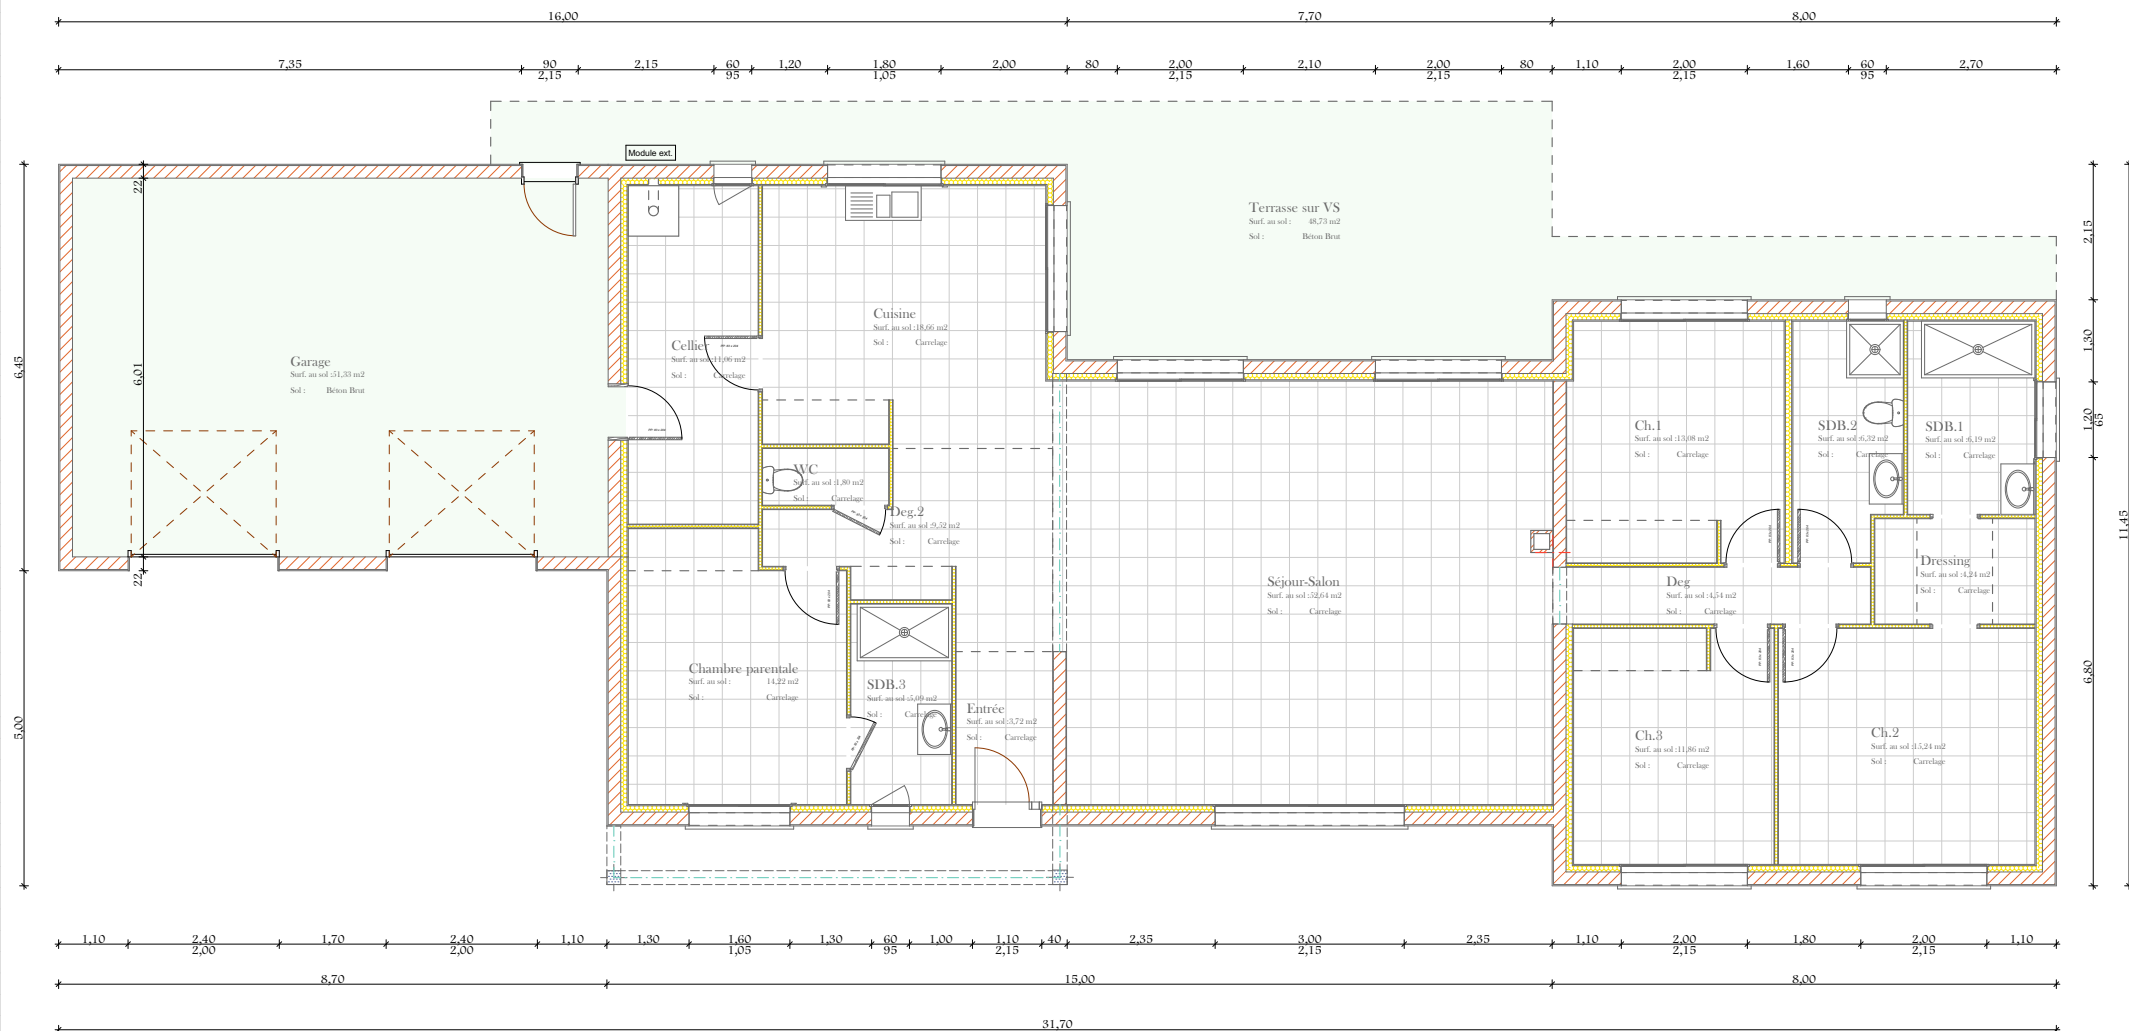 16,00 7,70 8,00
7,35 90 2,15 60 1,20 1,80 2,00 80 2,00 2,10 2,00 80 1,10 2,00 1,60 60 2,70
2,15 95 1,05 2,15 2,15 2,15 95
Module ext.
22
6,01
22
6,45
5,00
2,15
1,30
1,20
65
6,80
11,45
Terrasse sur VS
Surf. au sol : 48,73 m2
Sol : Béton Brut
Garage
Surf. au sol :51,33 m2
Sol : Béton Brut
Cellier
Surf. au sol :11,06 m2
Sol : Carrelage
Cuisine
Surf. au sol :18,66 m2
Sol : Carrelage
WC
Surf. au sol :1,80 m2
Sol : Carrelage
Deg.2
Surf. au sol :9,52 m2
Sol : Carrelage
Chambre parentale
Surf. au sol : 14,22 m2
Sol : Carrelage
SDB.3
Surf. au sol :5,09 m2
Sol : Carrelage
Entrée
Surf. au sol :3,72 m2
Sol : Carrelage
Séjour-Salon
Surf. au sol :52,64 m2
Sol : Carrelage
Ch.1
Surf. au sol :13,08 m2
Sol : Carrelage
SDB.2
Surf. au sol :6,32 m2
Sol : Carrelage
SDB.1
Surf. au sol :6,19 m2
Sol : Carrelage
Deg
Surf. au sol :4,54 m2
Sol : Carrelage
Dressing
Surf. au sol :4,24 m2
Sol : Carrelage
Ch.3
Surf. au sol :11,86 m2
Sol : Carrelage
Ch.2
Surf. au sol :15,24 m2
Sol : Carrelage
1,10 2,40 1,70 2,40 1,10 1,30 1,60 1,30 60 1,00 1,10 40 2,35 3,00 2,35 1,10 2,00 1,80 2,00 1,10
2,00 2,00 1,05 95 2,15 2,15 2,15 2,15
8,70 15,00 8,00
31,70